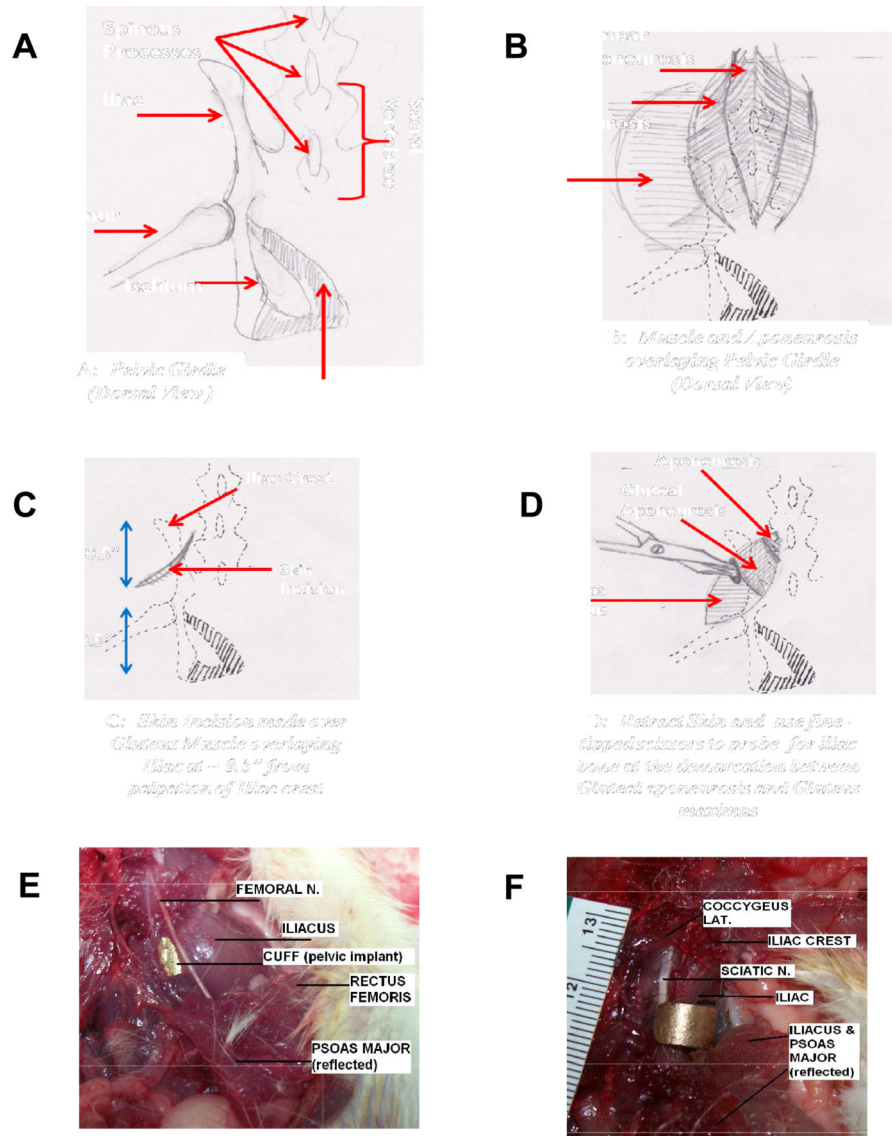 A
Spinous
Processes
Iliac
Sacral
Vertebrae
Ischium
A: Pelvic Girdle
(Dorsal View)
B
B: Muscle and Aponeurosis
overlaying Pelvic Girdle
(Dorsal View)
C
Iliac Crest
0.5"
Skin
Incision
C: Skin Incision made over
Gluteus Muscle overlaying
Iliac at ~ 0.5" from
palpation of Iliac crest
D
Aponeurosis
Gluteal
Aponeurosis
D: Retract Skin and use fine-
tipped scissors to probe for iliac
bone at the demarcation between
Gluteal aponeurosis and Gluteus
maximus
E
FEMORAL N.
ILIACUS
CUFF (pelvic implant)
RECTUS
FEMORIS
PSOAS MAJOR
(reflected)
F
COCCYGEUS
LAT.
ILIAC CREST
SCIATIC N.
ILIAC
ILIACUS &
PSOAS
MAJOR
(reflected)
13
12